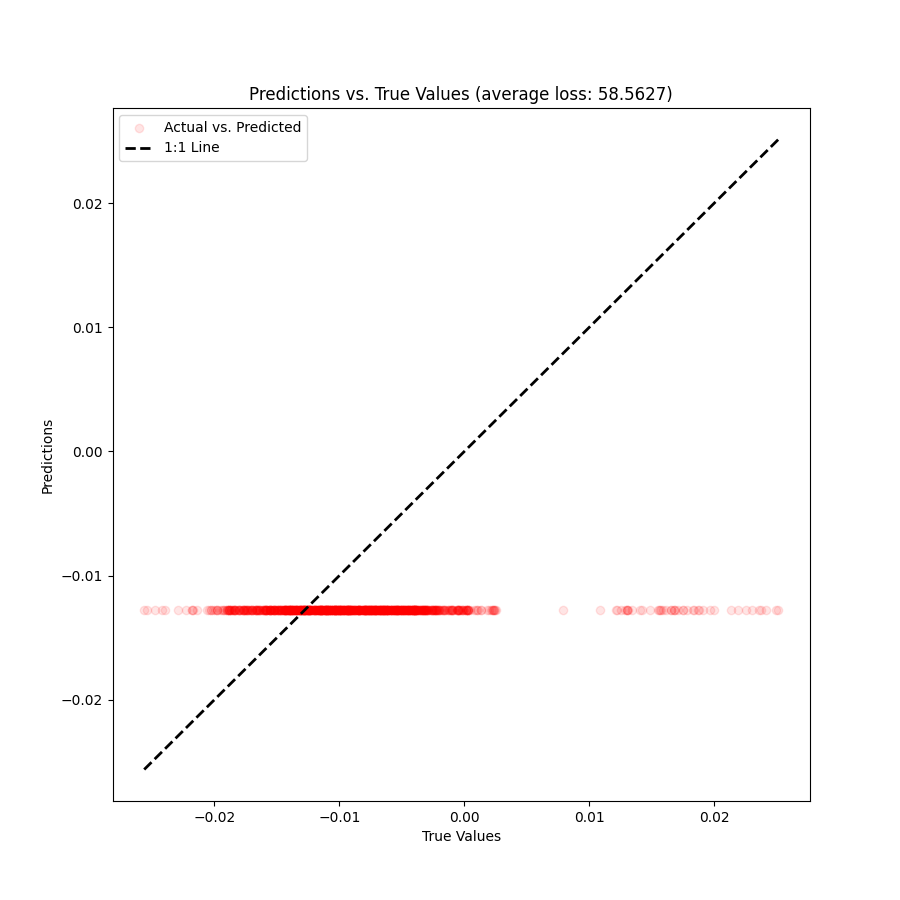 Predictions vs. True Values (average loss: 58.5627)
Actual vs. Predicted
1:1 Line
0.02
0.01
0.00
−0.01
−0.02
Predictions
−0.02 −0.01 0.00 0.01 0.02
True Values